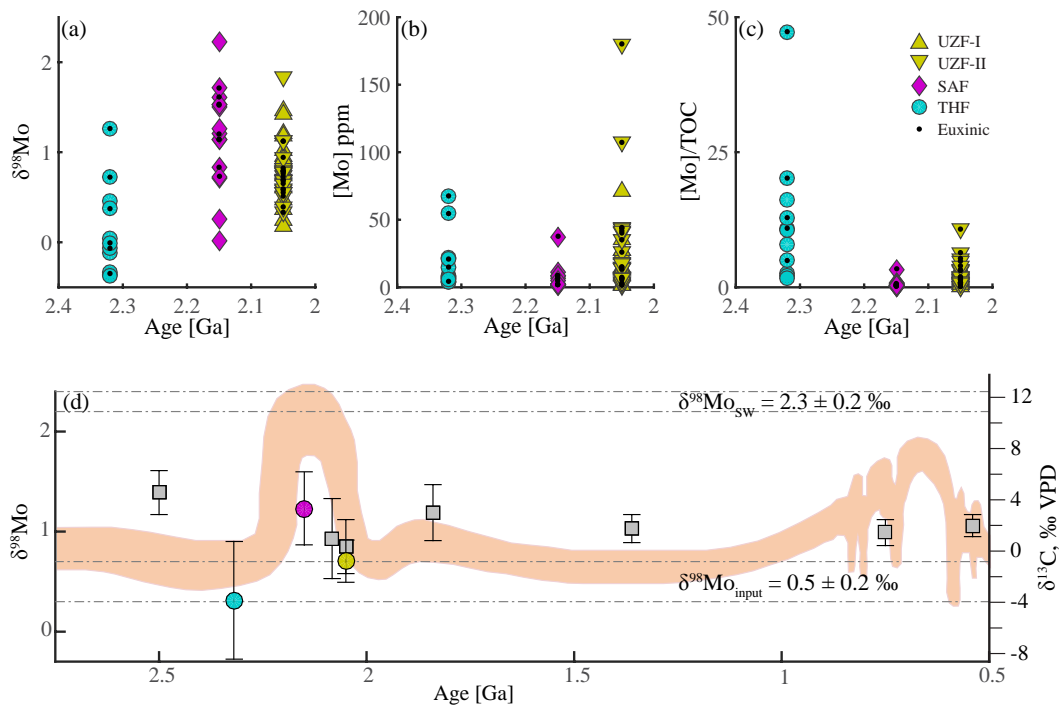 (a)
δ⁹⁸Mo
2
1
0
2.4
2.3
2.2
2.1
2
Age [Ga]
(b)
[Mo] ppm
200
150
100
50
0
2.4
2.3
2.2
2.1
2
Age [Ga]
(c)
[Mo]/TOC
50
25
0
2.4
2.3
2.2
2.1
2
Age [Ga]
UZF-I
UZF-II
SAF
THF
Euxinic
(d)
δ⁹⁸Mo
2
1
0
δ⁹⁸Mo_SW = 2.3 ± 0.2 ‰
δ⁹⁸Mo_input = 0.5 ± 0.2 ‰
12
8
4
0
-4
-8
δ¹³C, ‰ VPD
2.5
2
1.5
1
0.5
Age [Ga]